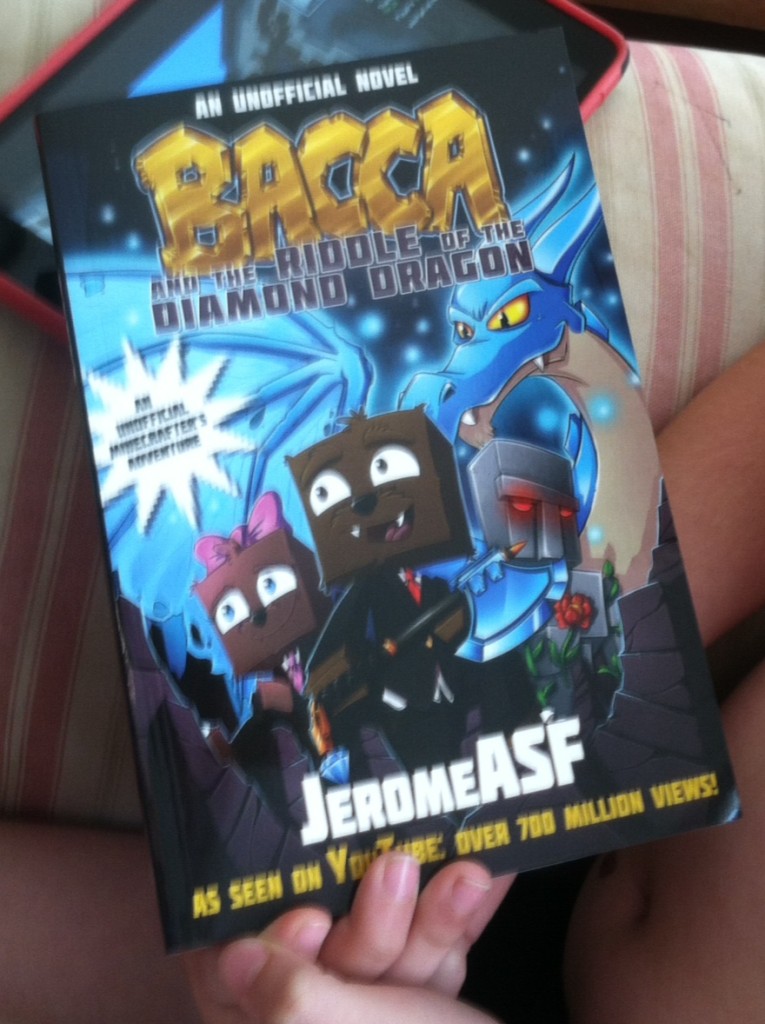 AN UNOFFICIAL NOVEL
BACCA
AND THE RIDDLE OF THE
DIAMOND DRAGON
AN
UNOFFICIAL
MINECRAFTER'S
ADVENTURE
JEROMEASF
AS SEEN ON YOUTUBE, OVER 700 MILLION VIEWS!